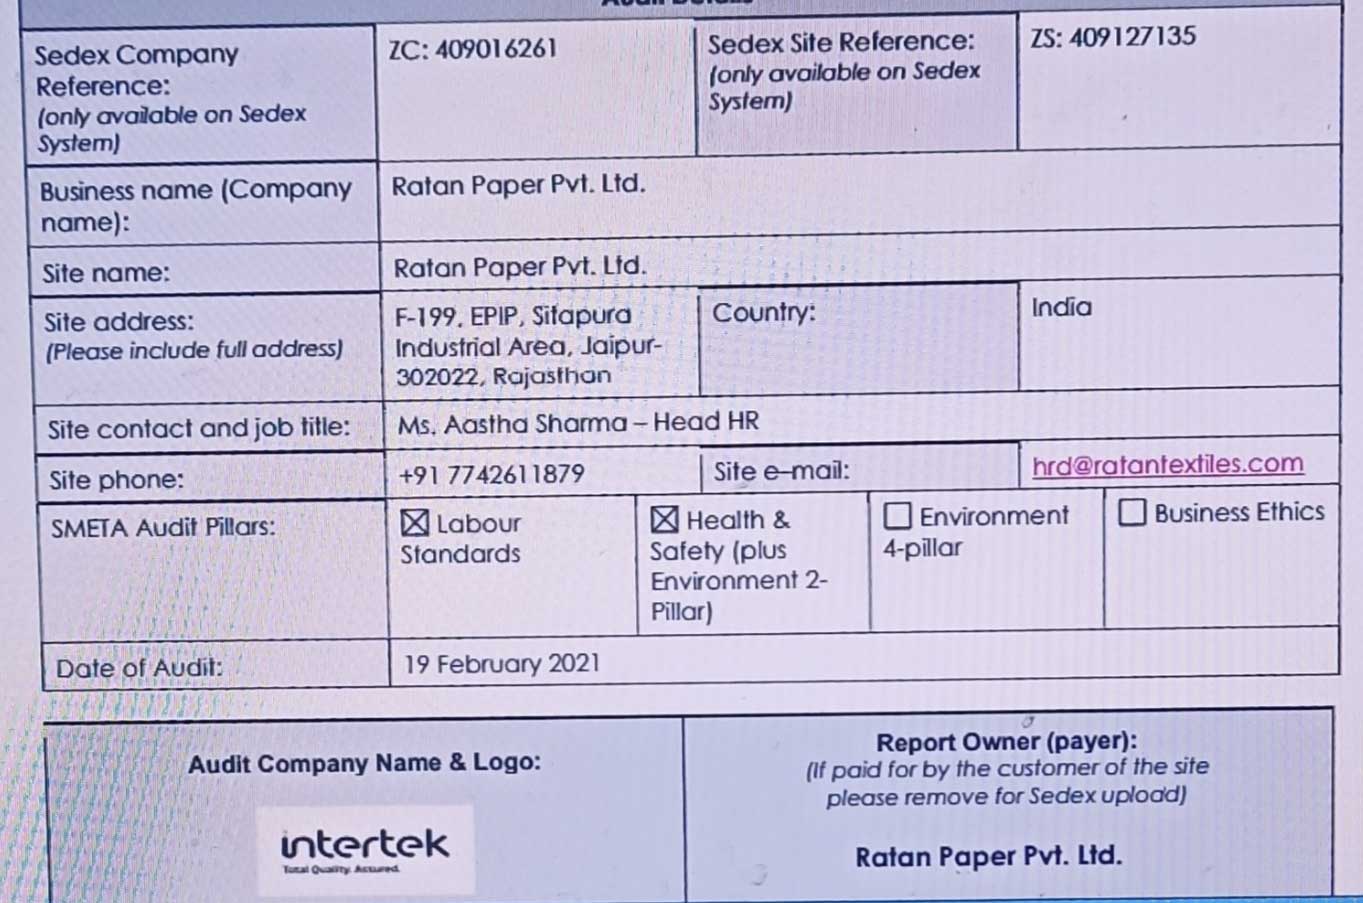 Audit Details
Sedex Company
Reference:
(only available on Sedex
System)
ZC: 409016261
Sedex Site Reference:
(only available on Sedex
System)
ZS: 409127135
Business name (Company
name):
Ratan Paper Pvt. Ltd.
Site name:
Ratan Paper Pvt. Ltd.
Site address:
(Please include full address)
F-199, EPIP, Sitapura
Industrial Area, Jaipur-
302022, Rajasthan
Country:
India
Site contact and job title:
Ms. Aastha Sharma – Head HR
Site phone:
+91 7742611879
Site e-mail:
hrd@ratantextiles.com
SMETA Audit Pillars:
☒ Labour
Standards
☒ Health &
Safety (plus
Environment 2-
Pillar)
☐ Environment
4-pillar
☐ Business Ethics
Date of Audit:
19 February 2021
Audit Company Name & Logo:
intertek
Total Quality. Assured.
Report Owner (payer):
(If paid for by the customer of the site
please remove for Sedex upload)
Ratan Paper Pvt. Ltd.